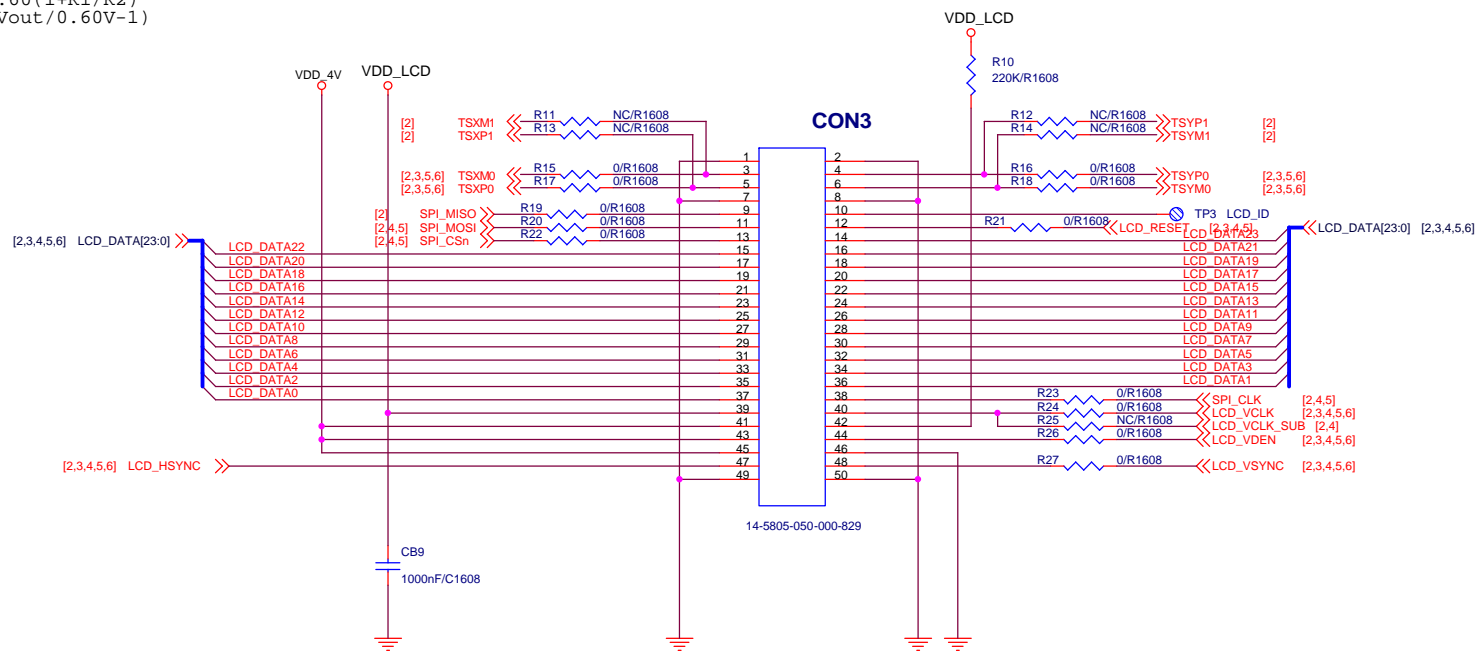 .60(1+R1/R2)
Vout/0.60V-1)
VDD_LCD
R10
220K/R1608
VDD_4V
VDD_LCD
CON3
[2] TSXM1 R11 NC/R1608
[2] TSXP1 R13 NC/R1608
R12 NC/R1608 TSYP1 [2]
R14 NC/R1608 TSYM1 [2]
[2,3,5,6] TSXM0 R15 0/R1608
[2,3,5,6] TSXP0 R17 0/R1608
R16 0/R1608 TSYP0 [2,3,5,6]
R18 0/R1608 TSYM0 [2,3,5,6]
[2] SPI_MISO R19 0/R1608
[2,4,5] SPI_MOSI R20 0/R1608
[2,4,5] SPI_CSn R22 0/R1608
TP3 LCD_ID
R21 0/R1608 LCD_RESET [2,3,4,5]
[2,3,4,5,6] LCD_DATA[23:0]
LCD_DATA[23:0] [2,3,4,5,6]
LCD_DATA22
LCD_DATA20
LCD_DATA18
LCD_DATA16
LCD_DATA14
LCD_DATA12
LCD_DATA10
LCD_DATA8
LCD_DATA6
LCD_DATA4
LCD_DATA2
LCD_DATA0
1 2
3 4
5 6
7 8
9 10
11 12
13 14
15 16
17 18
19 20
21 22
23 24
25 26
27 28
29 30
31 32
33 34
35 36
37 38
39 40
41 42
43 44
45 46
47 48
49 50
LCD_DATA23
LCD_DATA21
LCD_DATA19
LCD_DATA17
LCD_DATA15
LCD_DATA13
LCD_DATA11
LCD_DATA9
LCD_DATA7
LCD_DATA5
LCD_DATA3
LCD_DATA1
R23 0/R1608 SPI_CLK [2,4,5]
R24 0/R1608 LCD_VCLK [2,3,4,5,6]
R25 NC/R1608 LCD_VCLK_SUB [2,4]
R26 0/R1608 LCD_VDEN [2,3,4,5,6]
[2,3,4,5,6] LCD_HSYNC
R27 0/R1608 LCD_VSYNC [2,3,4,5,6]
14-5805-050-000-829
CB9
1000nF/C1608